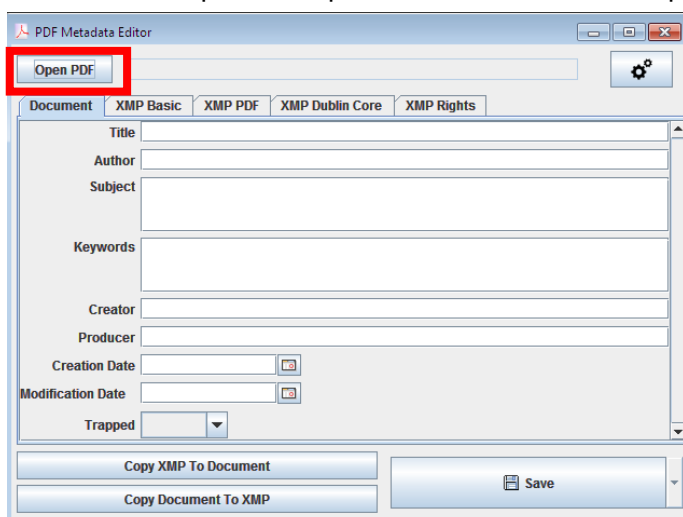 PDF Metadata Editor
Open PDF
Document XMP Basic XMP PDF XMP Dublin Core XMP Rights
Title
Author
Subject
Keywords
Creator
Producer
Creation Date
Modification Date
Trapped
Copy XMP To Document
Save
Copy Document To XMP